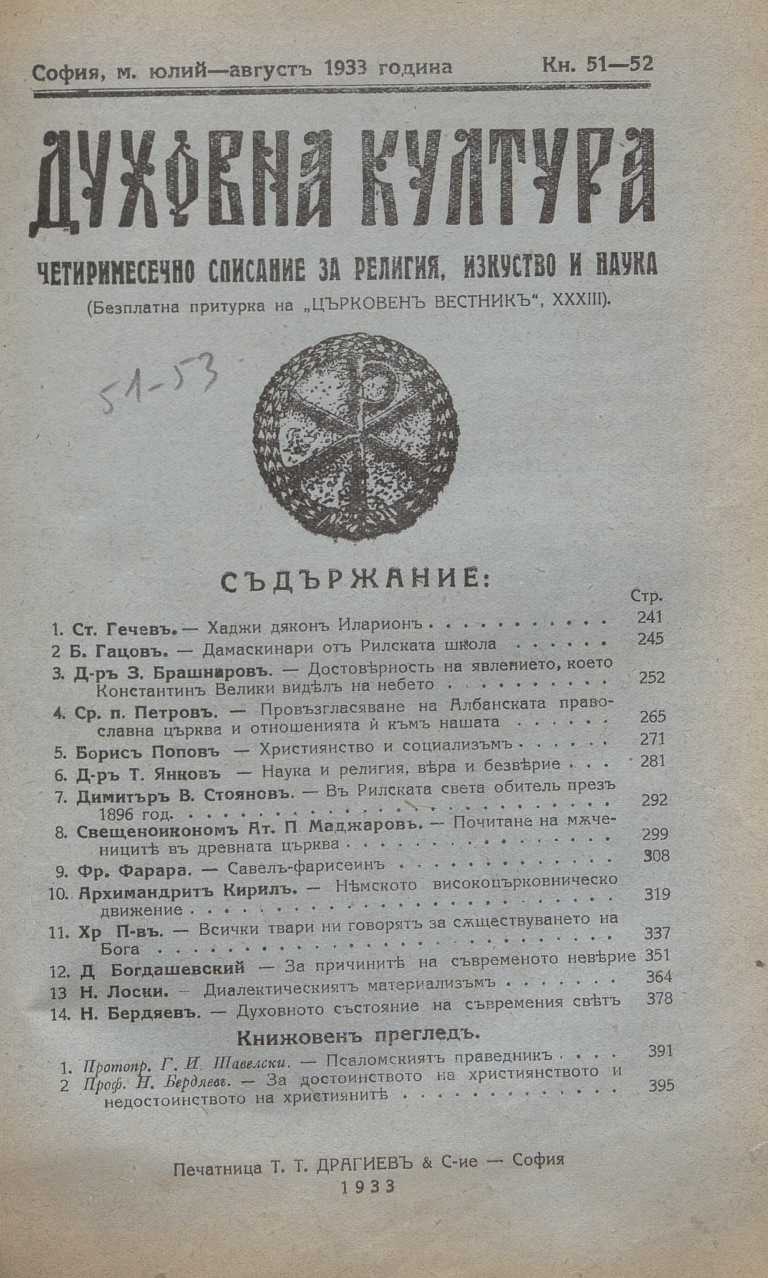 София, м. юлий—августъ 1933 година Кн. 51—52
ДУХОВНА КУЛТУРА
ЧЕТИРИМЕСЕЧНО СПИСАНИЕ ЗА РЕЛИГИЯ, ИЗКУСТВО И НАУКА
(Безплатна притурка на „ЦЪРКОВЕНЪ ВЕСТНИКЪ“, XXXIII).
51-53
СЪДЪРЖАНИЕ:
Стр.
1. Ст. Гечевъ. — Хаджи дяконъ Иларионъ . . . . . . . . . . . 241
2 Б. Гацовъ. — Дамаскинари отъ Рилската школа . . . . . . 245
3. Д-ръ З. Брашнаровъ. — Достовѣрность на явлението, което
Константинъ Велики видѣлъ на небето . . . . . . . . . 252
4. Ср. п. Петровъ. — Провъзгласяване на Албанската право-
славна църква и отношенията ѝ къмъ нашата . . . . . . 265
5. Борисъ Поповъ — Християнство и социализъмъ . . . . . . 271
6. Д-ръ Т. Янковъ — Наука и религия, вѣра и безвѣрие . . . 281
7. Димитъръ В. Стояновъ. — Въ Рилската света обитель презъ
1896 год. . . . . . . . . . . . . . . . . . . . . . . 292
8. Свещеноикономъ Ат. П Маджаровъ. — Почитане на мѫче-
ницитѣ въ древната църква . . . . . . . . . . . . . . 299
9. Фр. Фарара. — Савелъ-фарисеинъ . . . . . . . . . . . . 308
10. Архимандритъ Кирилъ. — Нѣмското високоцърковническо
движение . . . . . . . . . . . . . . . . . . . . . . 319
11. Хр П-въ. — Всички твари ни говорятъ за сѫществуването на
Бога . . . . . . . . . . . . . . . . . . . . . . . . 337
12. Д Богдашевский — За причинитѣ на съвременото невѣрие 351
13 Н. Лоски. — Диалектическиятъ материализъмъ . . . . . . . 364
14. Н. Бердяевъ. — Духовното състояние на съвремения свѣтъ 378
Книжовенъ прегледъ.
1. Протопр. Г. И. Шавелски. — Псаломскиятъ праведникъ . . . . 391
2 Проф. Н. Бердяевъ. — За достоинството на християнството и
недостоинството на християнитѣ . . . . . . . . . . . . 395
Печатница Т. Т. ДРАГИЕВЪ & С-ие — София
1933